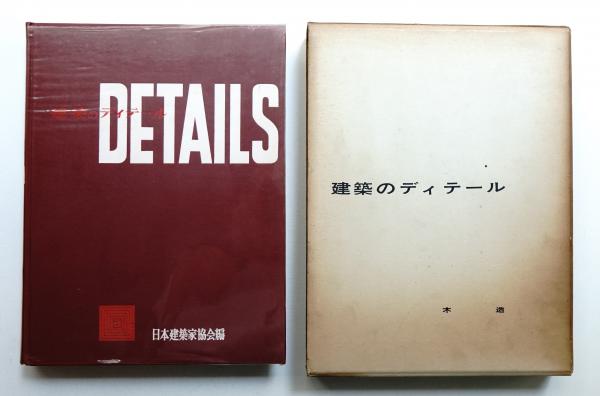 DETAILS
建築のディテール
日本建築家協会編
建築のディテール
木造